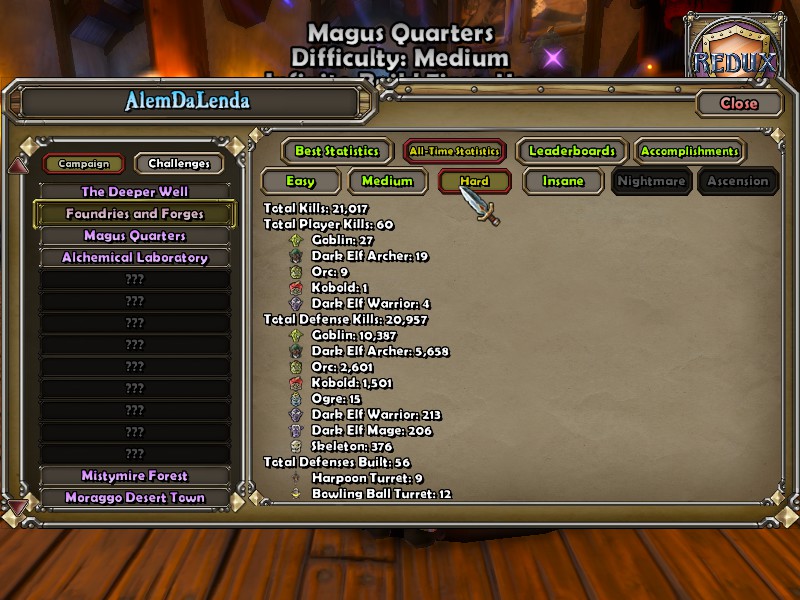 Magus Quarters
Difficulty: Medium
REDUX
AlemDaLenda
Close
Campaign
Challenges
The Deeper Well
Foundries and Forges
Magus Quarters
Alchemical Laboratory
???
???
???
???
???
???
???
???
???
Mistymire Forest
Moraggo Desert Town
Best Statistics
All-Time Statistics
Leaderboards
Accomplishments
Easy
Medium
Hard
Insane
Nightmare
Ascension
Total Kills: 21,017
Total Player Kills: 60
Goblin: 27
Dark Elf Archer: 19
Orc: 9
Kobold: 1
Dark Elf Warrior: 4
Total Defense Kills: 20,957
Goblin: 10,387
Dark Elf Archer: 5,658
Orc: 2,601
Kobold: 1,501
Ogre: 15
Dark Elf Warrior: 213
Dark Elf Mage: 206
Skeleton: 376
Total Defenses Built: 56
Harpoon Turret: 9
Bowling Ball Turret: 12